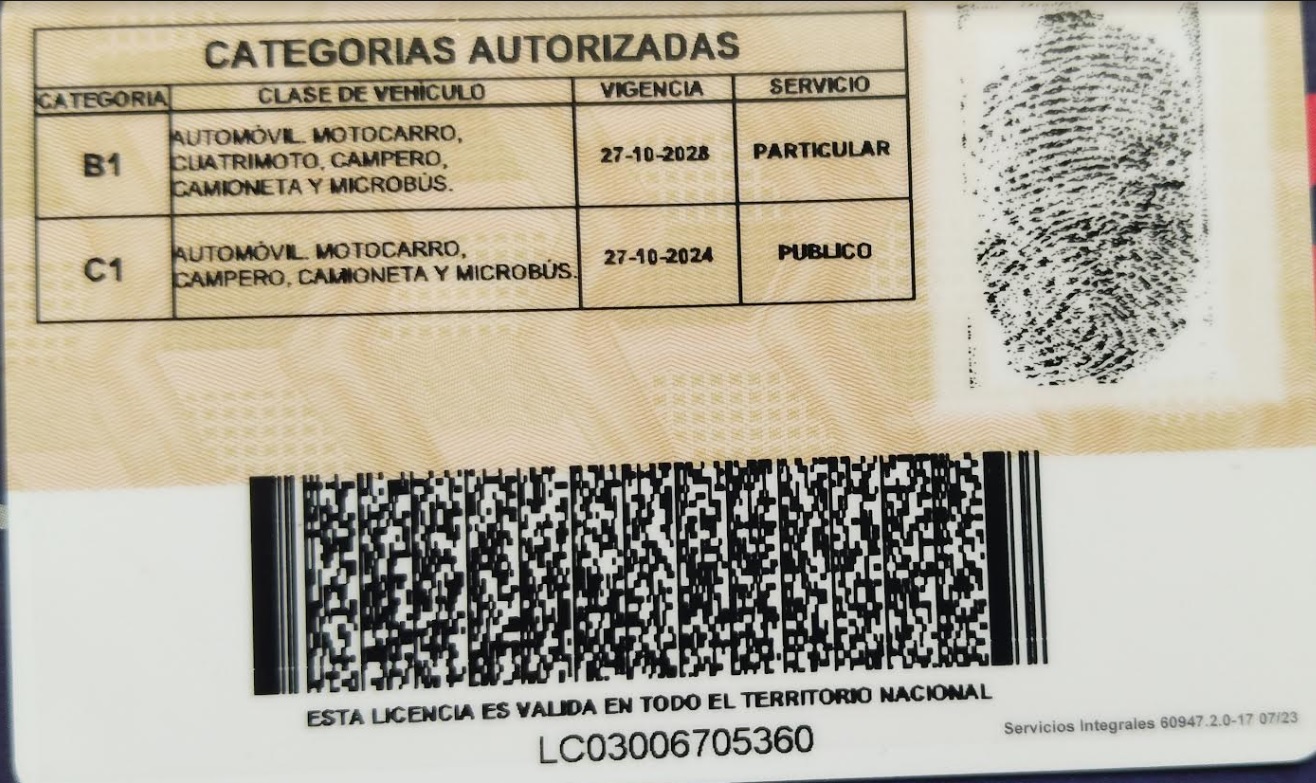 CATEGORIAS AUTORIZADAS
CATEGORIA CLASE DE VEHÍCULO VIGENCIA SERVICIO
B1
AUTOMÓVIL. MOTOCARRO,
CUATRIMOTO, CAMPERO,
CAMIONETA Y MICROBÚS.
27-10-2028 PARTICULAR
C1
AUTOMÓVIL. MOTOCARRO,
CAMPERO, CAMIONETA Y MICROBÚS.
27-10-2024 PUBLICO
ESTA LICENCIA ES VALIDA EN TODO EL TERRITORIO NACIONAL
LC03006705360
Servicios Integrales 60947.2.0-17 07/23